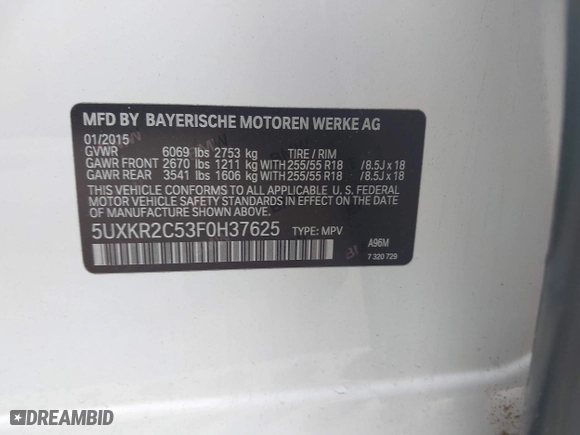 MFD BY BAYERISCHE MOTOREN WERKE AG
01/2015
GVWR 6069 lbs 2753 kg TIRE / RIM
GAWR FRONT 2670 lbs 1211 kg WITH 255/55 R18 / 8.5J x 18
GAWR REAR 3541 lbs 1606 kg WITH 255/55 R18 / 8.5J x 18
THIS VEHICLE CONFORMS TO ALL APPLICABLE U. S. FEDERAL
MOTOR VEHICLE SAFETY STANDARDS IN EFFECT ON THE DATE
OF MANUFACTURE SHOWN ABOVE.
5UXKR2C53F0H37625 TYPE: MPV
A96M
7 320 729
DREAMBID